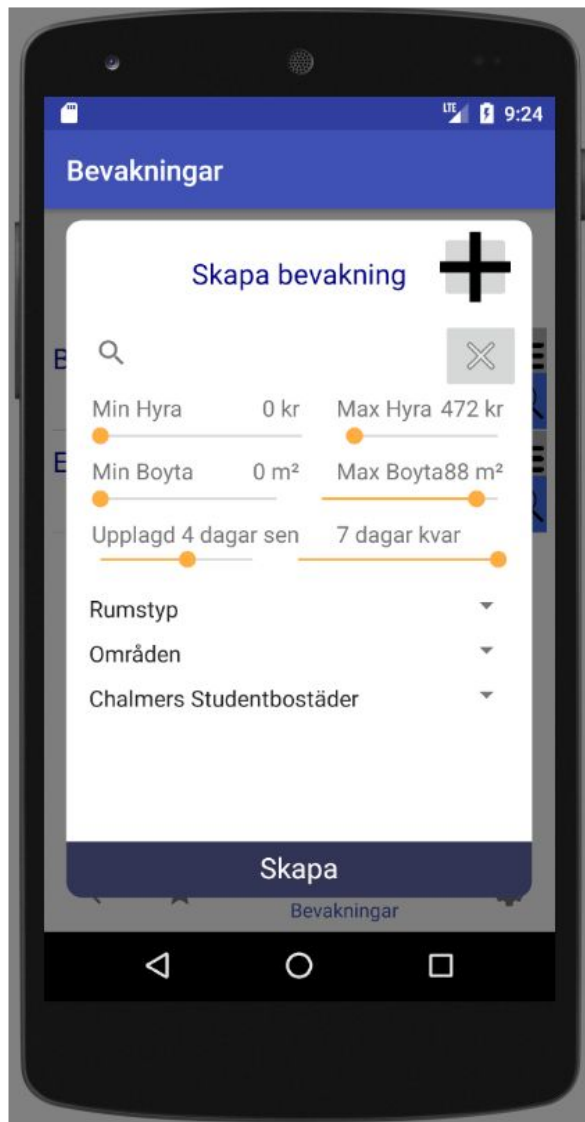 LTE 9:24
Bevakningar
Skapa bevakning
B
Min Hyra 0 kr Max Hyra 472 kr
E
Min Boyta 0 m² Max Boyta88 m²
Upplagd 4 dagar sen 7 dagar kvar
Rumstyp
Områden
Chalmers Studentbostäder
Skapa
Bevakningar